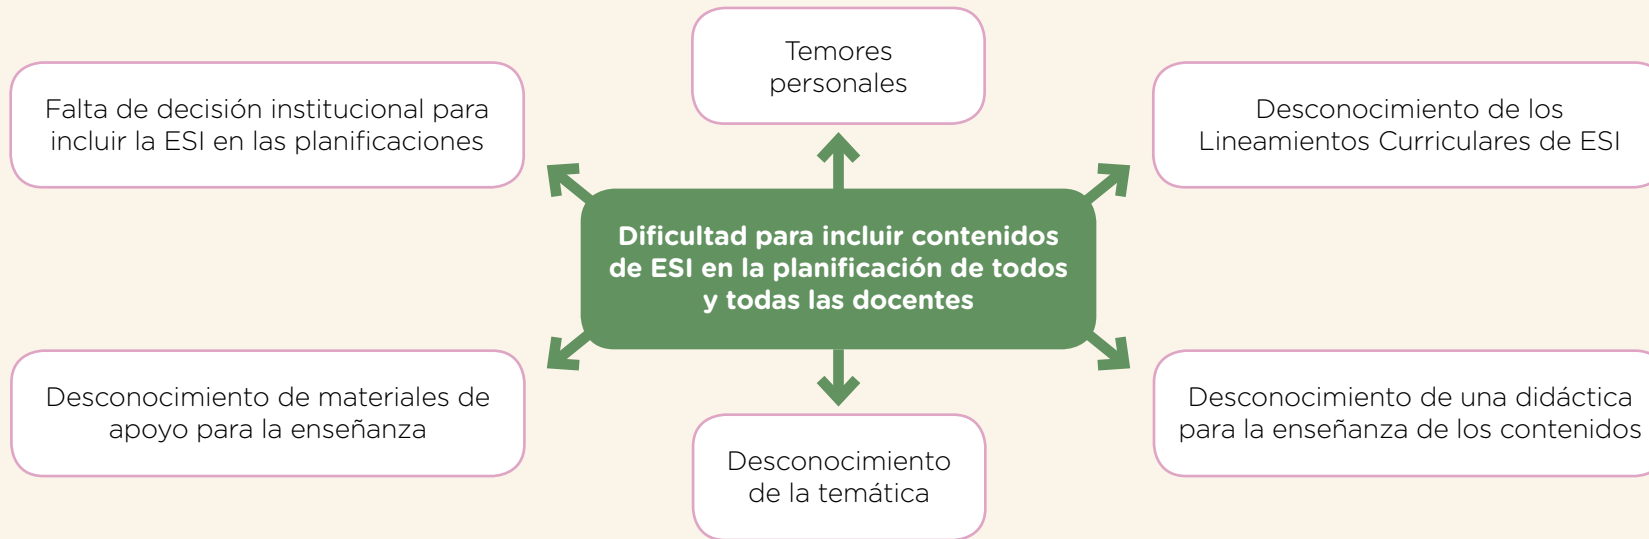 Temores
personales
Falta de decisión institucional para
incluir la ESI en las planificaciones
Desconocimiento de los
Lineamientos Curriculares de ESI
Dificultad para incluir contenidos
de ESI en la planificación de todos
y todas las docentes
Desconocimiento de materiales de
apoyo para la enseñanza
Desconocimiento de una didáctica
para la enseñanza de los contenidos
Desconocimiento
de la temática